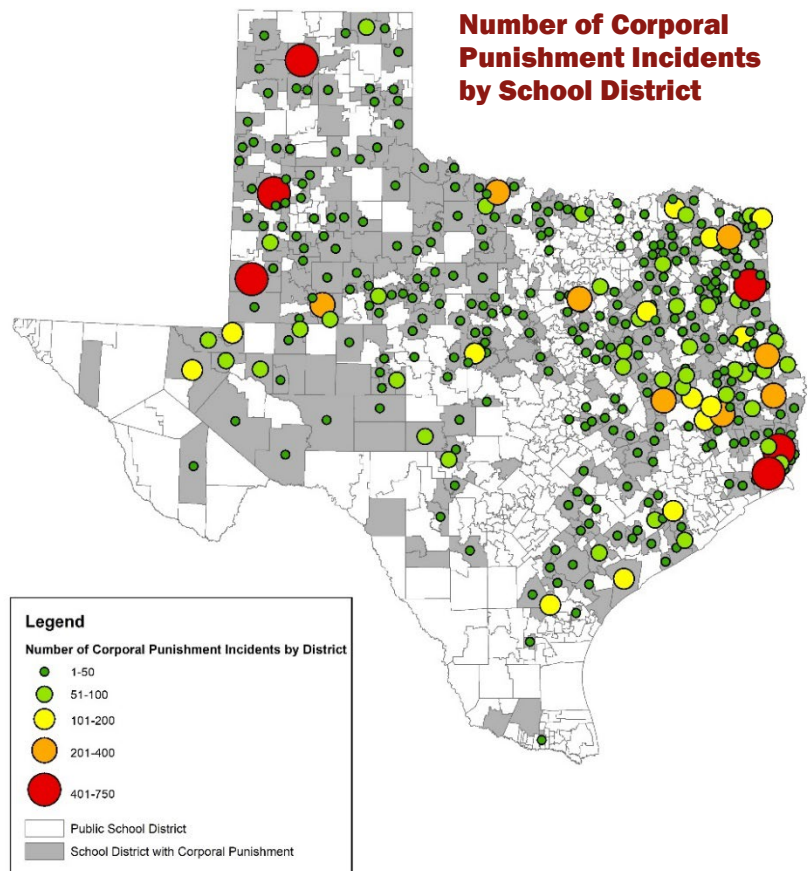 Number of Corporal
Punishment Incidents
by School District
Legend
Number of Corporal Punishment Incidents by District
1-50
51-100
101-200
201-400
401-750
Public School District
School District with Corporal Punishment